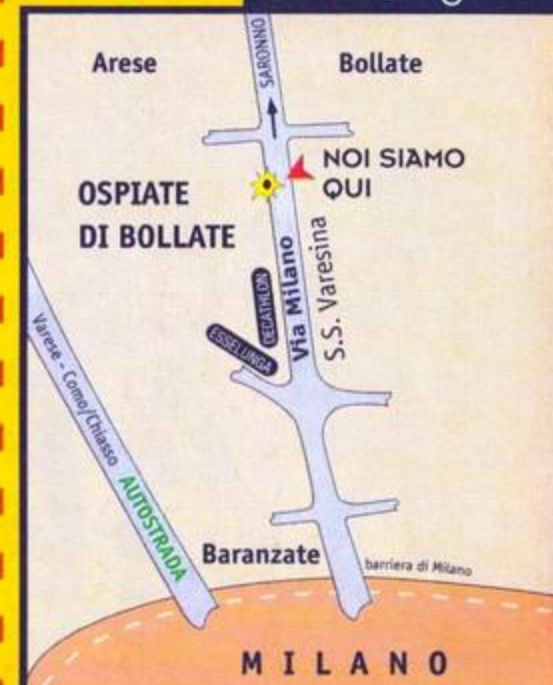 SARONNO
Arese
Bollate
NOI SIAMO
QUI
OSPIATE
DI BOLLATE
Via Milano
S.S. Varesina
DECATHLON
ESSELUNGA
Varese - Como/Chiasso
AUTOSTRADA
Baranzate
barriera di Milano
MILANO